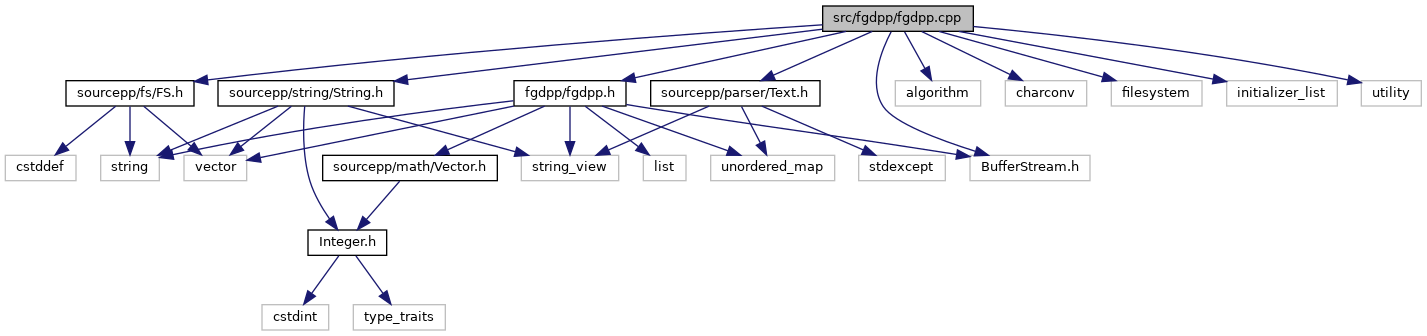 src/fgdpp/fgdpp.cpp
sourcepp/fs/FS.h
sourcepp/string/String.h
fgdpp/fgdpp.h
sourcepp/parser/Text.h
algorithm
charconv
filesystem
initializer_list
utility
cstddef
string
vector
sourcepp/math/Vector.h
string_view
list
unordered_map
stdexcept
BufferStream.h
Integer.h
cstdint
type_traits